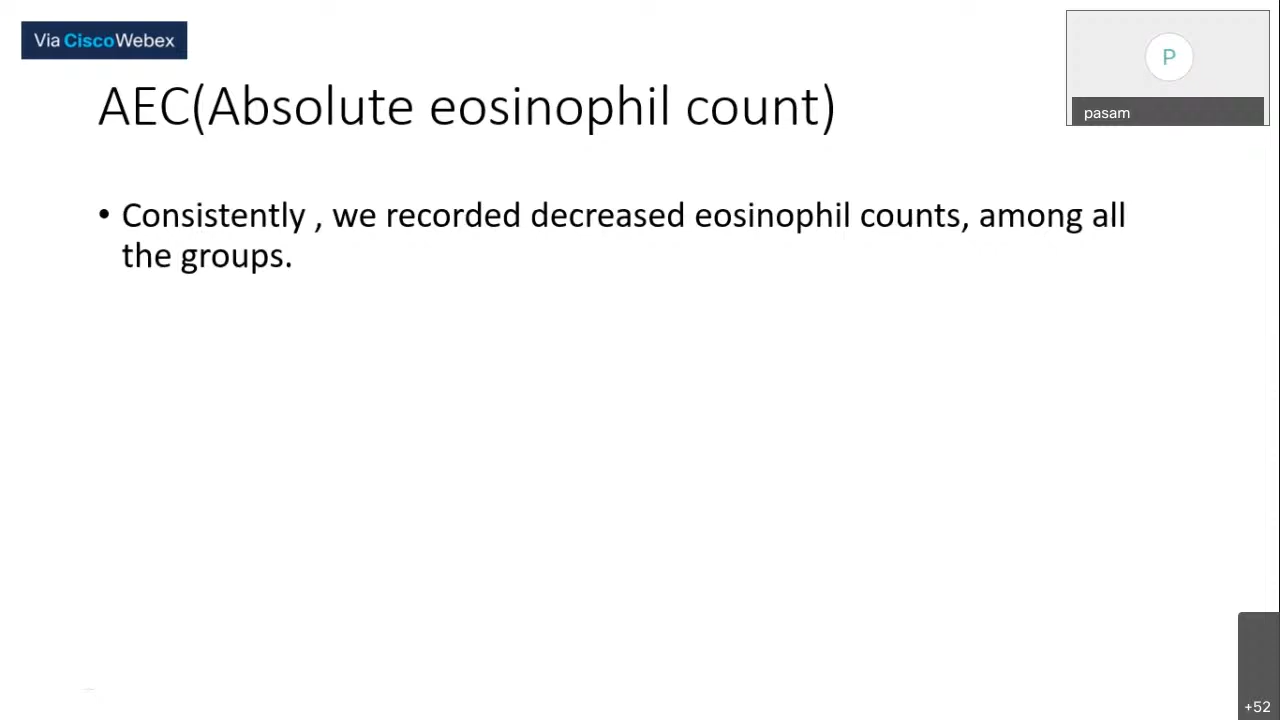 Via CiscoWebex
P
pasam
AEC(Absolute eosinophil count)
• Consistently , we recorded decreased eosinophil counts, among all
the groups.
+52